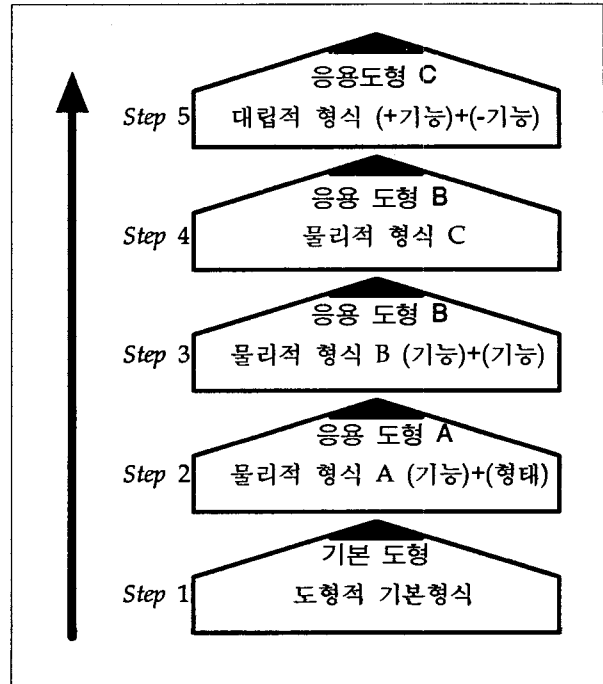 응용도형 C
Step 5 대립적 형식 (+기능)+(-기능)
응용 도형 B
Step 4 물리적 형식 C
응용 도형 B
Step 3 물리적 형식 B (기능)+(기능)
응용 도형 A
Step 2 물리적 형식 A (기능)+(형태)
기본 도형
Step 1 도형적 기본형식